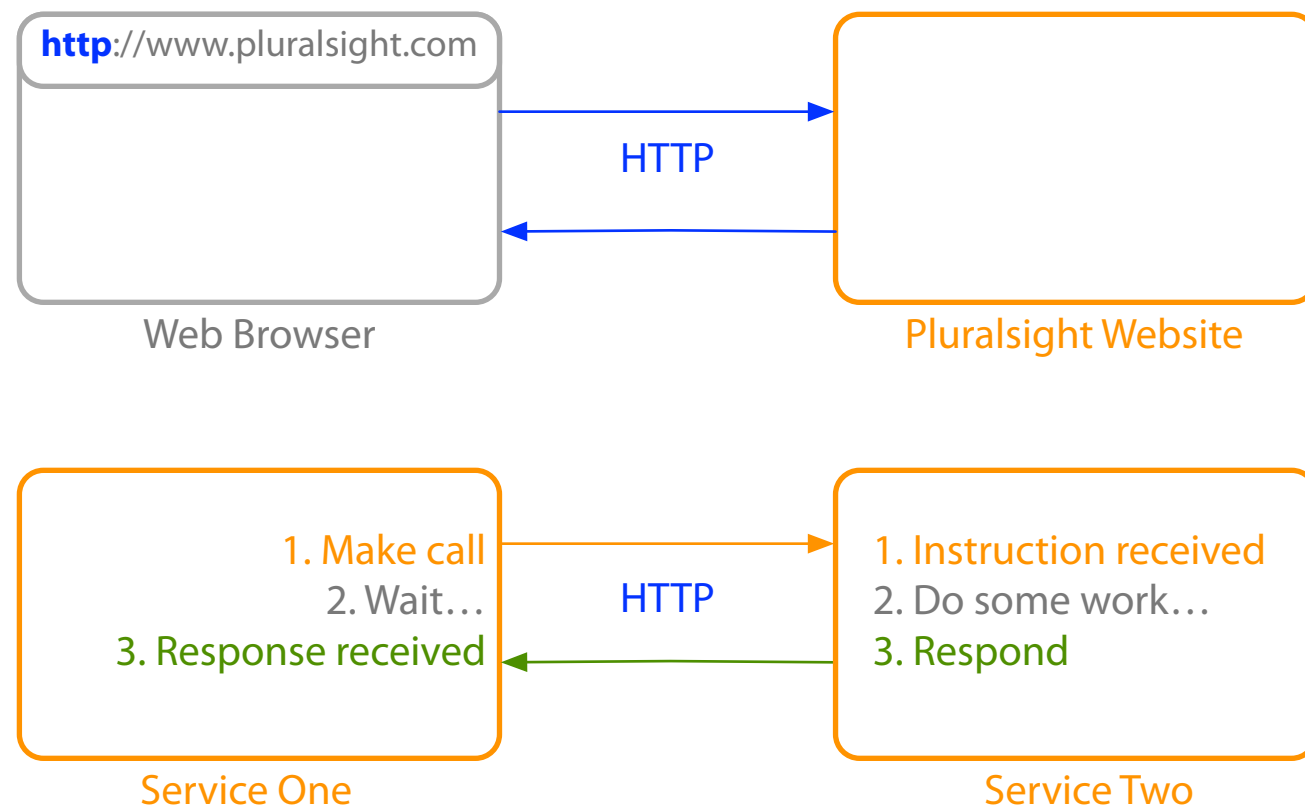 http://www.pluralsight.com
HTTP
Web Browser
Pluralsight Website
1. Make call
2. Wait…
3. Response received
HTTP
1. Instruction received
2. Do some work…
3. Respond
Service One
Service Two